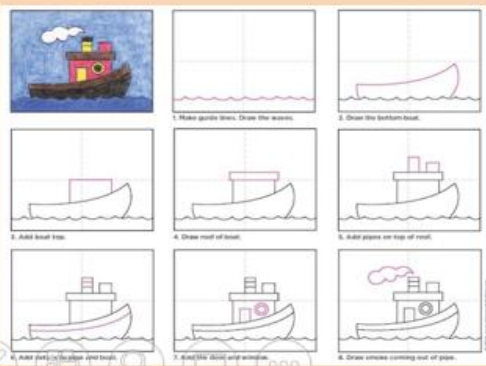 1. Make guide lines. Draw the waves.
2. Draw the bottom boat.
3. Add boat top.
4. Draw roof of boat.
5. Add pipes on top of roof.
6. Add details to pipe and boat.
7. Add the door and window.
8. Draw smoke coming out of pipe.